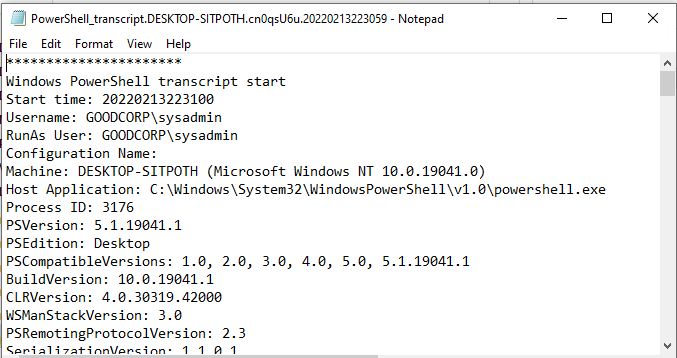 PowerShell_transcript.DESKTOP-SITPOTH.cn0qsU6u.20220213223059 - Notepad
File Edit Format View Help
**********************
Windows PowerShell transcript start
Start time: 20220213223100
Username: GOODCORP\sysadmin
RunAs User: GOODCORP\sysadmin
Configuration Name:
Machine: DESKTOP-SITPOTH (Microsoft Windows NT 10.0.19041.0)
Host Application: C:\Windows\System32\WindowsPowerShell\v1.0\powershell.exe
Process ID: 3176
PSVersion: 5.1.19041.1
PSEdition: Desktop
PSCompatibleVersions: 1.0, 2.0, 3.0, 4.0, 5.0, 5.1.19041.1
BuildVersion: 10.0.19041.1
CLRVersion: 4.0.30319.42000
WSManStackVersion: 3.0
PSRemotingProtocolVersion: 2.3
SerializationVersion: 1.1.0.1